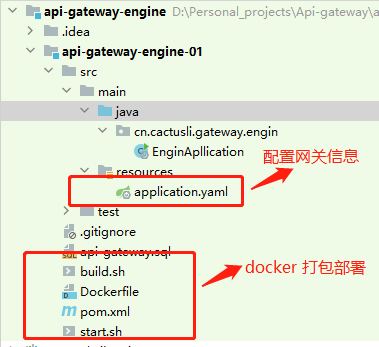 api-gateway-engine D:\Personal_projects\Api-gateway\a
.idea
api-gateway-engine-01
src
main
java
cn.cactusli.gateway.engin
EnginApllication
配置网关信息
resources
application.yaml
test
.gitignore
api-gateway.sql
build.sh
docker 打包部署
Dockerfile
pom.xml
start.sh